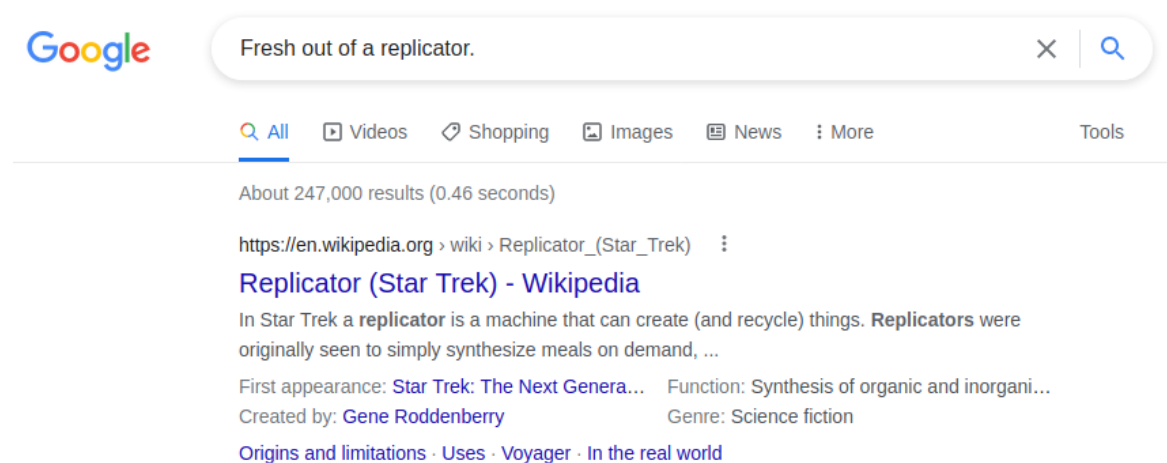 Google
Fresh out of a replicator.
All Videos Shopping Images News More Tools
About 247,000 results (0.46 seconds)
https://en.wikipedia.org › wiki › Replicator_(Star_Trek)
Replicator (Star Trek) - Wikipedia
In Star Trek a replicator is a machine that can create (and recycle) things. Replicators were
originally seen to simply synthesize meals on demand, ...
First appearance: Star Trek: The Next Genera... Function: Synthesis of organic and inorgani...
Created by: Gene Roddenberry Genre: Science fiction
Origins and limitations · Uses · Voyager · In the real world